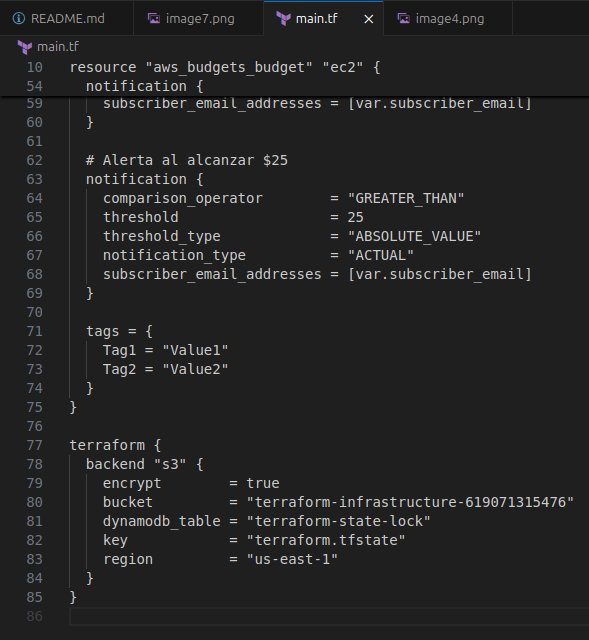 README.md image7.png main.tf × image4.png
main.tf
10 resource "aws_budgets_budget" "ec2" {
54   notification {
59     subscriber_email_addresses = [var.subscriber_email]
60   }
61
62   # Alerta al alcanzar $25
63   notification {
64     comparison_operator        = "GREATER_THAN"
65     threshold                  = 25
66     threshold_type             = "ABSOLUTE_VALUE"
67     notification_type          = "ACTUAL"
68     subscriber_email_addresses = [var.subscriber_email]
69   }
70
71   tags = {
72     Tag1 = "Value1"
73     Tag2 = "Value2"
74   }
75 }
76
77 terraform {
78   backend "s3" {
79     encrypt        = true
80     bucket         = "terraform-infrastructure-619071315476"
81     dynamodb_table = "terraform-state-lock"
82     key            = "terraform.tfstate"
83     region         = "us-east-1"
84   }
85 }
86